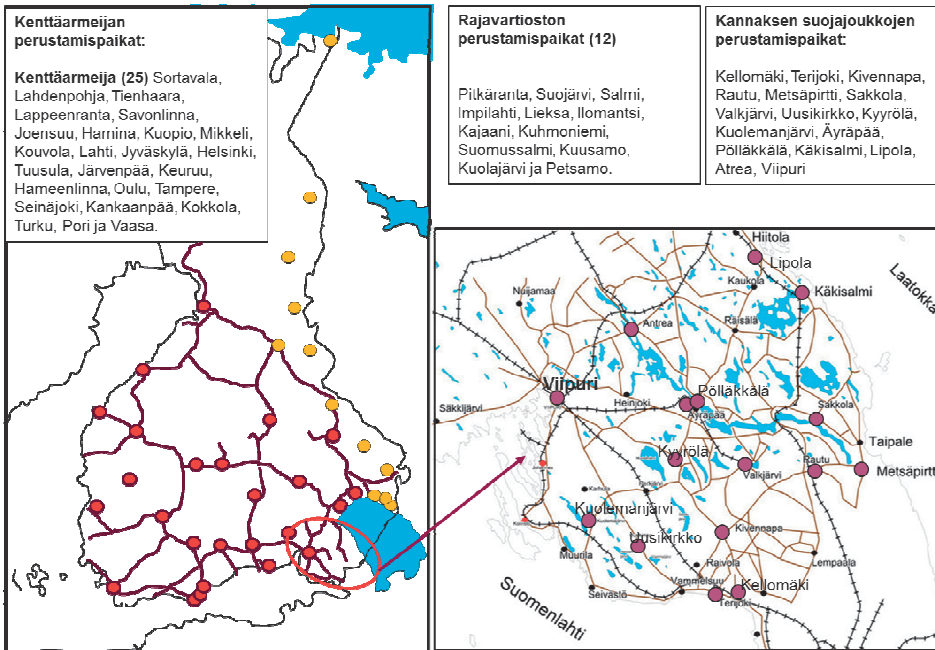 Kenttäarmeijan
perustamispaikat:
Kenttäarmeija (25) Sortavala,
Lahdenpohja, Tienhaara,
Lappeenranta, Savonlinna,
Joensuu, Hamina, Kuopio, Mikkeli,
Kouvola, Lahti, Jyväskylä, Helsinki,
Tuusula, Järvenpää, Keuruu,
Hameenlinna, Oulu, Tampere,
Seinäjoki, Kankaanpää, Kokkola,
Turku, Pori ja Vaasa.
Rajavartioston
perustamispaikat (12)
Pitkäranta, Suojärvi, Salmi,
Impilahti, Lieksa, Ilomantsi,
Kajaani, Kuhmoniemi,
Suomussalmi, Kuusamo,
Kuolajärvi ja Petsamo.
Kannaksen suojajoukkojen
perustamispaikat:
Kellomäki, Terijoki, Kivennapa,
Rautu, Metsäpirtti, Sakkola,
Valkjärvi, Uusikirkko, Kyyrölä,
Kuolemanjärvi, Äyräpää,
Pölläkkälä, Käkisalmi, Lipola,
Atrea, Viipuri
Hiitola
Lipola
Laatokka
Kaukola
Käkisalmi
Nuijamaa
Antrea
Räisälä
Viipuri
Pölläkkälä
Heinjoki
Äyräpää
Säkkijärvi
Sakkola
Taipale
Kyyrölä
Rautu
Metsäpirtt
Valkjärvi
Kuolemanjärvi
Kivennapa
Uusikirkko
Muurila
Raivola
Lempaala
Vammelsuu
Kellomäki
Seivästö
Terijoki
Suomenlahti